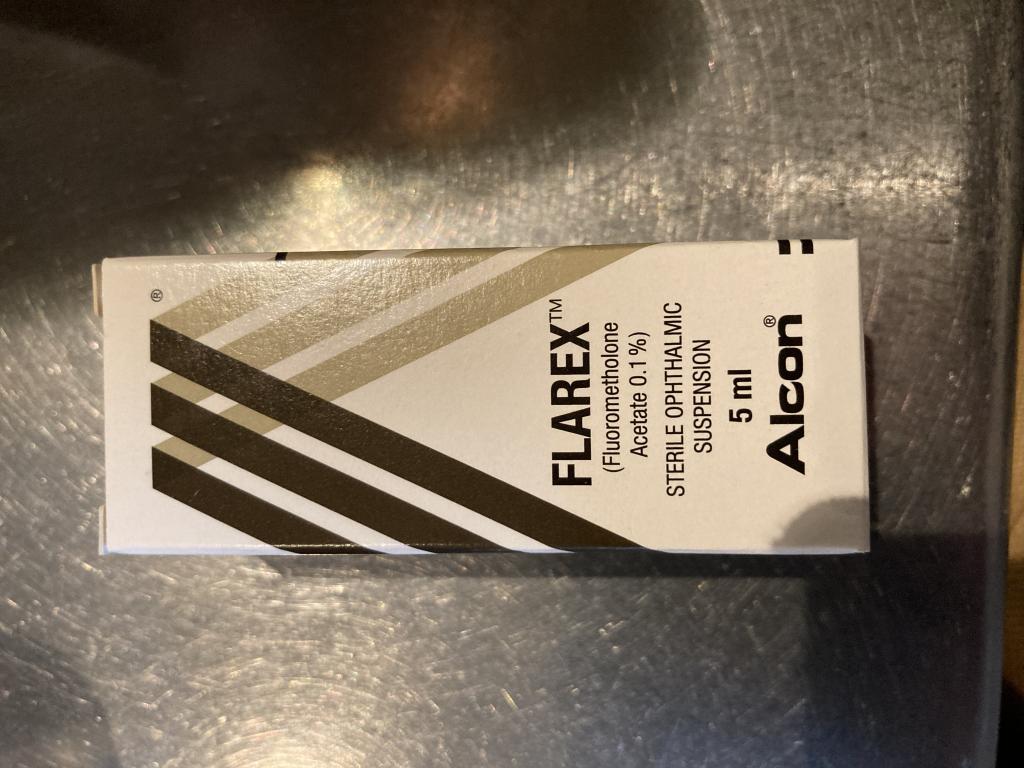 ®
FLAREX™
(Fluorometholone
Acetate 0.1%)
STERILE OPHTHALMIC
SUSPENSION
5 ml
Alcon®